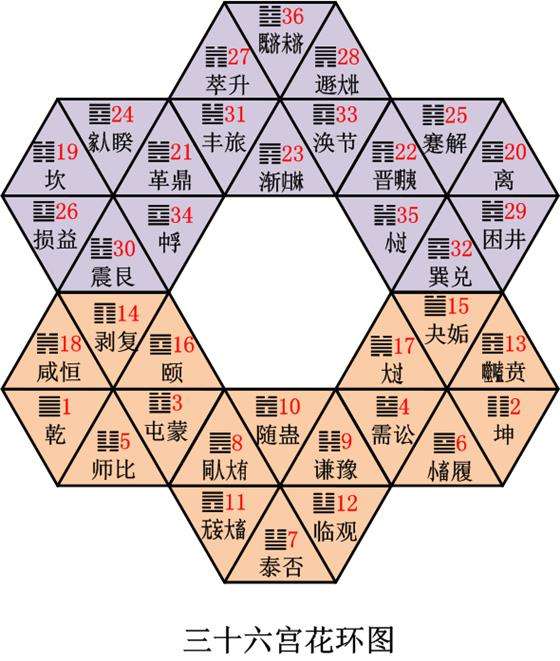 36
既济未济
27
萃升
28
遯大壮
24
家人睽
31
丰旅
33
涣节
25
蹇解
19
坎
21
革鼎
23
渐归妹
22
晋明夷
20
离
26
损益
34
中孚
35
小过
29
困井
30
震艮
32
巽兑
14
剥复
15
夬姤
18
咸恒
16
颐
17
大过
13
噬嗑贲
1
乾
3
屯蒙
10
随蛊
4
需讼
2
坤
5
师比
8
同人大有
9
谦豫
6
小畜履
11
无妄大畜
12
临观
7
泰否
三十六宫花环图